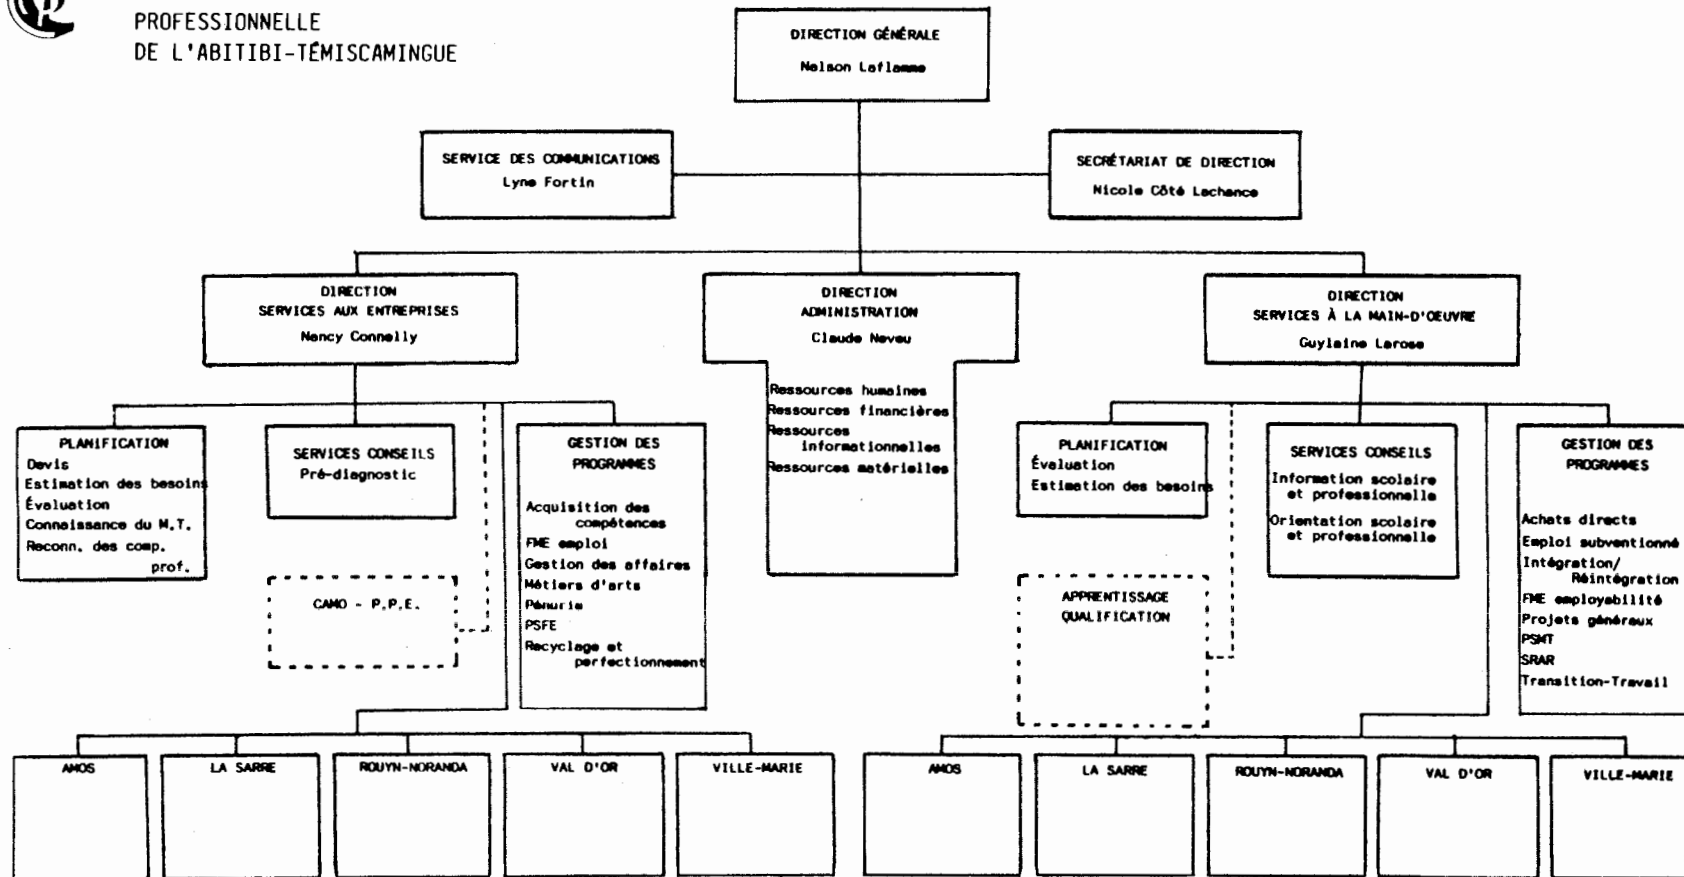 PROFESSIONNELLE
DE L'ABITIBI-TÉMISCAMINGUE
DIRECTION GÉNÉRALE
Nelson Laflamme
SERVICE DES COMMUNICATIONS
Lyne Fortin
SECRÉTARIAT DE DIRECTION
Nicole Côté Lachance
DIRECTION
SERVICES AUX ENTREPRISES
Nancy Connelly
DIRECTION
ADMINISTRATION
Claude Neveu
Ressources humaines
Ressources financières
Ressources
informationnelles
Ressources matérielles
DIRECTION
SERVICES À LA MAIN-D'OEUVRE
Guylaine Larose
PLANIFICATION
Devis
Estimation des besoins
Évaluation
Connaissance du M.T.
Reconn. des comp.
prof.
SERVICES CONSEILS
Pré-diagnostic
CAMO - P.P.E.
GESTION DES
PROGRAMMES
Acquisition des
compétences
FME emploi
Gestion des affaires
Métiers d'arts
Pénurie
PSFE
Recyclage et
perfectionnement
PLANIFICATION
Évaluation
Estimation des besoins
APPRENTISSAGE
QUALIFICATION
SERVICES CONSEILS
Information scolaire
et professionnelle
Orientation scolaire
et professionnelle
GESTION DES
PROGRAMMES
Achats directs
Emploi subventionné
Intégration/
Réintégration
FME employabilité
Projets généraux
PSMT
SRAR
Transition-Travail
AMOS
LA SARRE
ROUYN-NORANDA
VAL D'OR
VILLE-MARIE
AMOS
LA SARRE
ROUYN-NORANDA
VAL D'OR
VILLE-MARIE